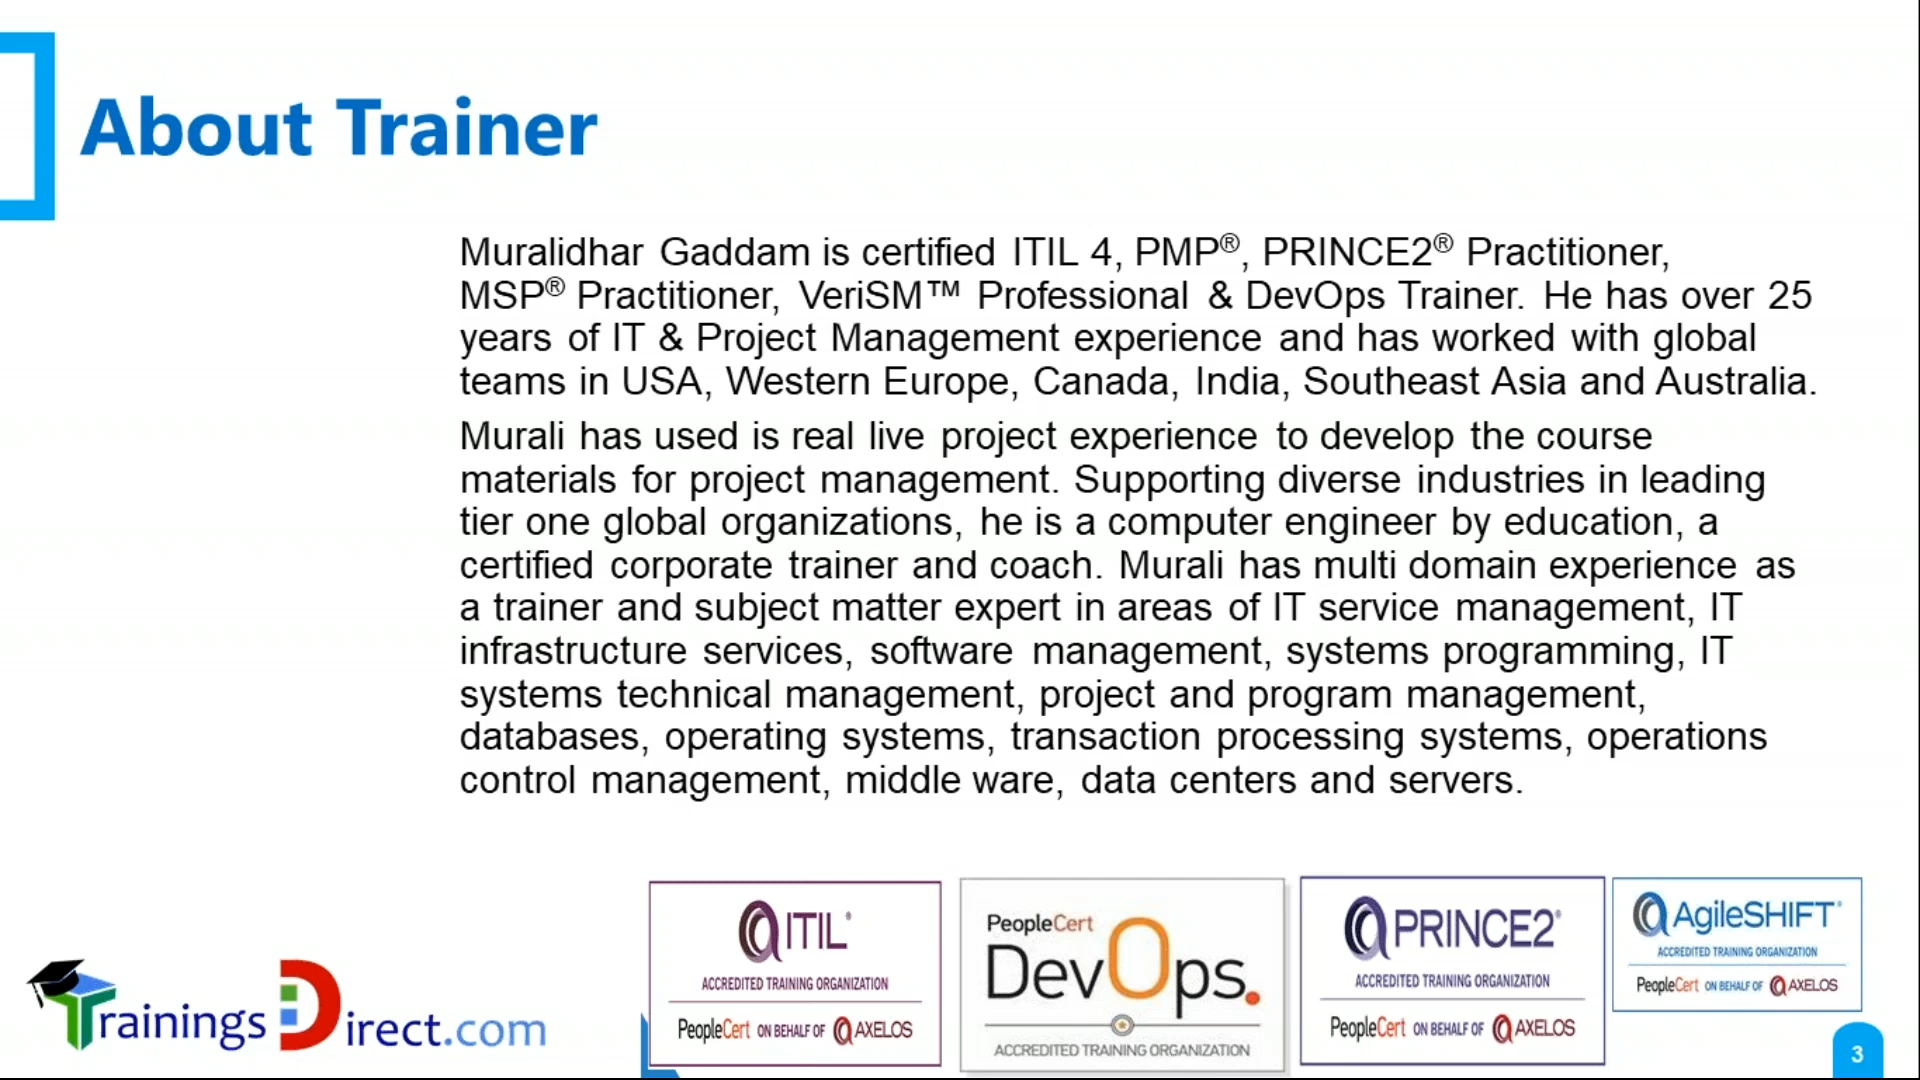 About Trainer
Muralidhar Gaddam is certified ITIL 4, PMP®, PRINCE2® Practitioner,
MSP® Practitioner, VeriSM™ Professional & DevOps Trainer. He has over 25
years of IT & Project Management experience and has worked with global
teams in USA, Western Europe, Canada, India, Southeast Asia and Australia.
Murali has used is real live project experience to develop the course
materials for project management. Supporting diverse industries in leading
tier one global organizations, he is a computer engineer by education, a
certified corporate trainer and coach. Murali has multi domain experience as
a trainer and subject matter expert in areas of IT service management, IT
infrastructure services, software management, systems programming, IT
systems technical management, project and program management,
databases, operating systems, transaction processing systems, operations
control management, middle ware, data centers and servers.
TrainingsDirect.com
ITIL®
ACCREDITED TRAINING ORGANIZATION
PeopleCert ON BEHALF OF AXELOS
PeopleCert
DevOps.
ACCREDITED TRAINING ORGANIZATION
PRINCE2®
ACCREDITED TRAINING ORGANIZATION
PeopleCert ON BEHALF OF AXELOS
AgileSHIFT®
ACCREDITED TRAINING ORGANIZATION
PeopleCert ON BEHALF OF AXELOS
3